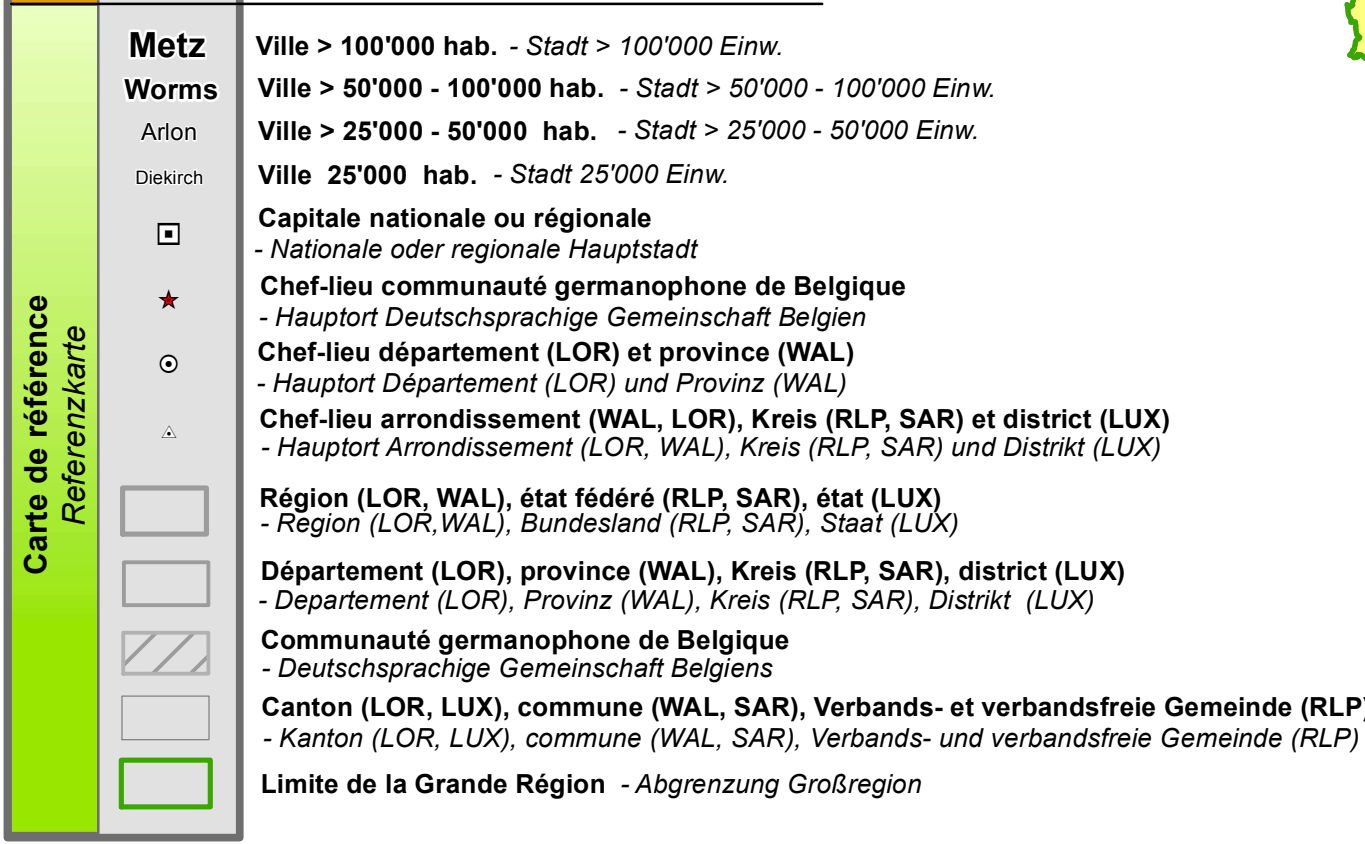 Carte de référence
Referenzkarte
Metz Ville > 100'000 hab. - Stadt > 100'000 Einw.
Worms Ville > 50'000 - 100'000 hab. - Stadt > 50'000 - 100'000 Einw.
Arlon Ville > 25'000 - 50'000 hab. - Stadt > 25'000 - 50'000 Einw.
Diekirch Ville 25'000 hab. - Stadt 25'000 Einw.
Capitale nationale ou régionale
- Nationale oder regionale Hauptstadt
Chef-lieu communauté germanophone de Belgique
- Hauptort Deutschsprachige Gemeinschaft Belgien
Chef-lieu département (LOR) et province (WAL)
- Hauptort Département (LOR) und Provinz (WAL)
Chef-lieu arrondissement (WAL, LOR), Kreis (RLP, SAR) et district (LUX)
- Hauptort Arrondissement (LOR, WAL), Kreis (RLP, SAR) und Distrikt (LUX)
Région (LOR, WAL), état fédéré (RLP, SAR), état (LUX)
- Region (LOR,WAL), Bundesland (RLP, SAR), Staat (LUX)
Département (LOR), province (WAL), Kreis (RLP, SAR), district (LUX)
- Departement (LOR), Provinz (WAL), Kreis (RLP, SAR), Distrikt (LUX)
Communauté germanophone de Belgique
- Deutschsprachige Gemeinschaft Belgiens
Canton (LOR, LUX), commune (WAL, SAR), Verbands- et verbandsfreie Gemeinde (RLP)
- Kanton (LOR, LUX), commune (WAL, SAR), Verbands- und verbandsfreie Gemeinde (RLP)
Limite de la Grande Région - Abgrenzung Großregion